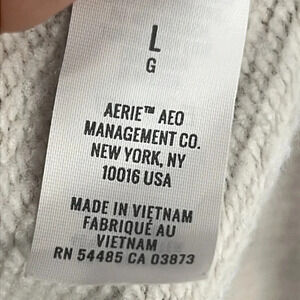 L
G
AERIE™ AEO
MANAGEMENT CO.
NEW YORK, NY
10016 USA
MADE IN VIETNAM
FABRIQUÉ AU
VIETNAM
RN 54485 CA 03873